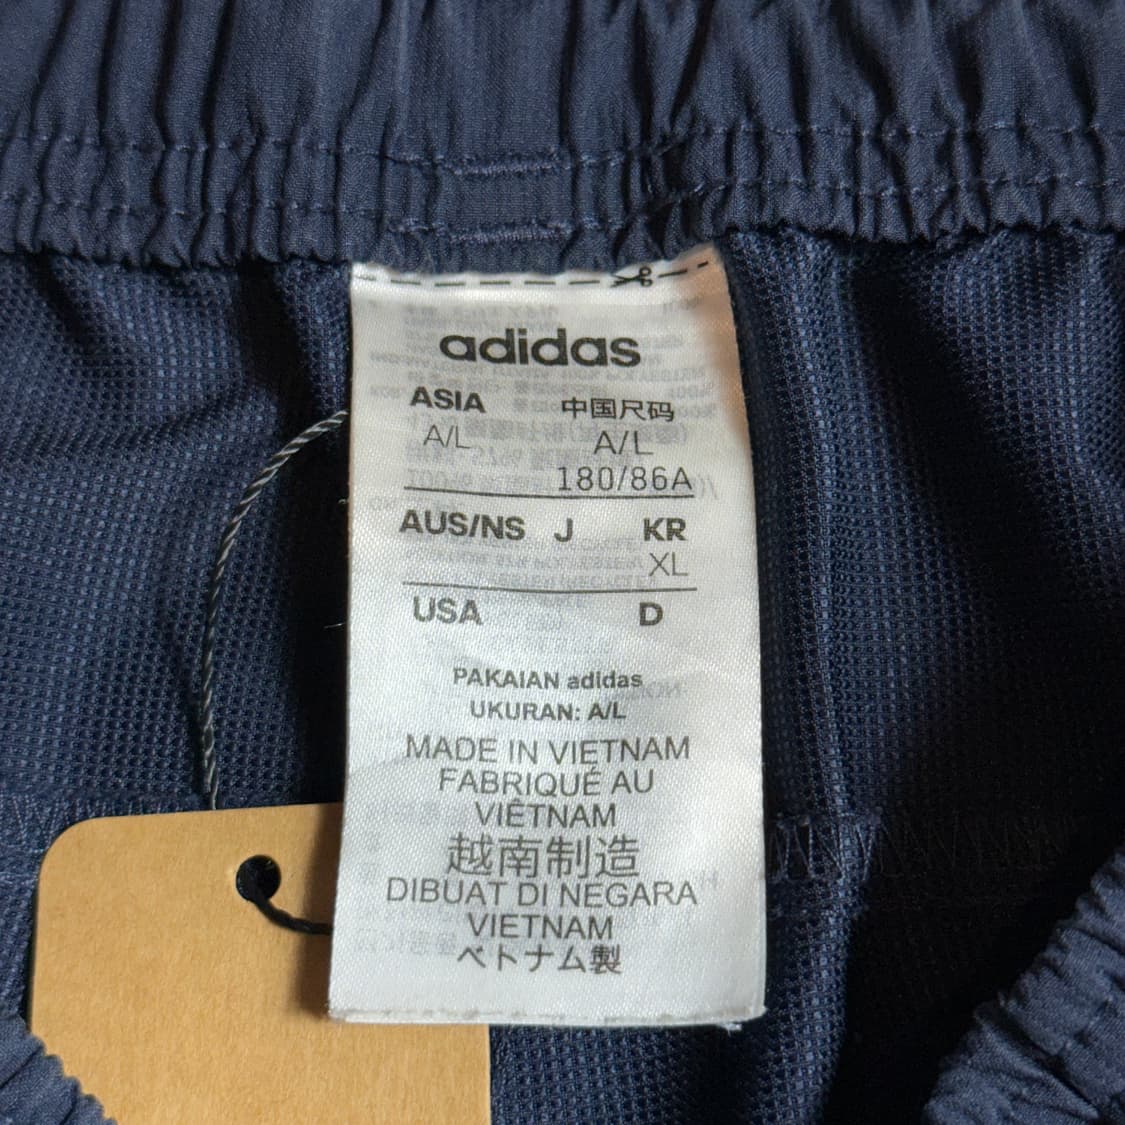 adidas
ASIA 中国尺码
A/L A/L
180/86A
AUS/NS J KR
XL
USA D
PAKAIAN adidas
UKURAN: A/L
MADE IN VIETNAM
FABRIQUÉ AU
VIÊTNAM
越南制造
DIBUAT DI NEGARA
VIETNAM
ベトナム製